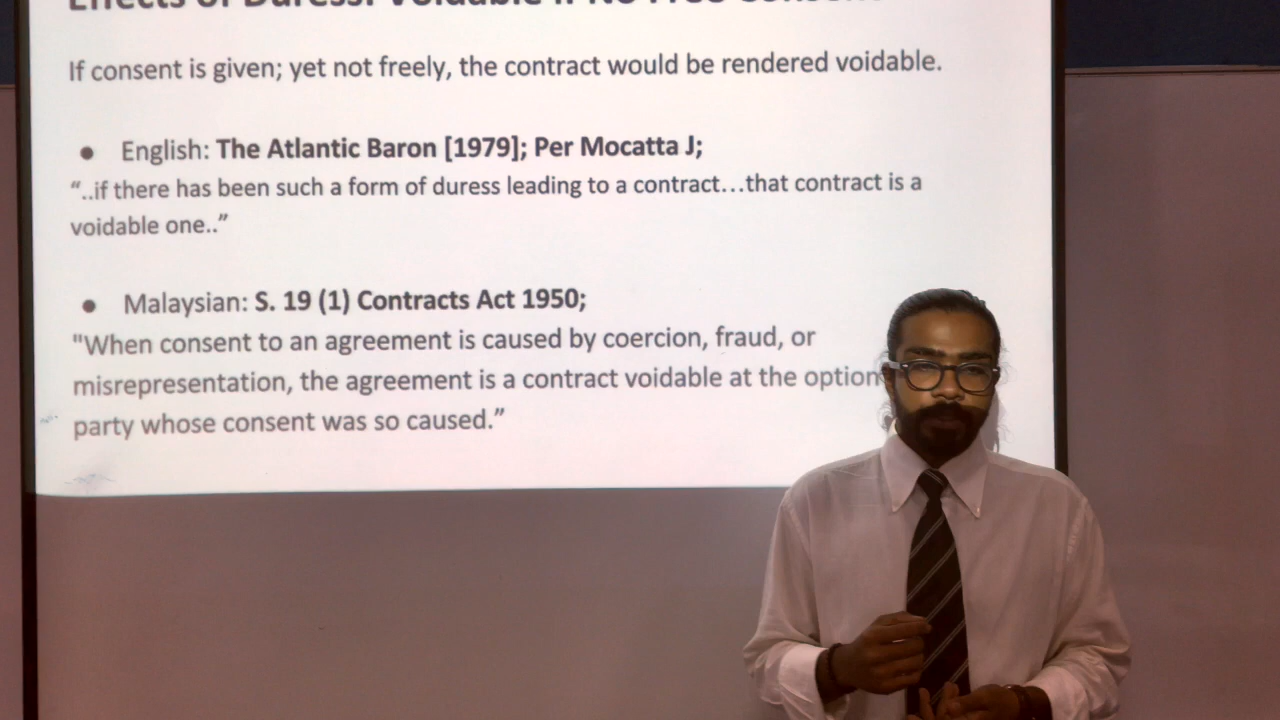 Effects of Duress: Voidable if No Free Consent
If consent is given; yet not freely, the contract would be rendered voidable.
● English: The Atlantic Baron [1979]; Per Mocatta J;
“..if there has been such a form of duress leading to a contract...that contract is a
voidable one..”
● Malaysian: S. 19 (1) Contracts Act 1950;
"When consent to an agreement is caused by coercion, fraud, or
misrepresentation, the agreement is a contract voidable at the option
party whose consent was so caused.”